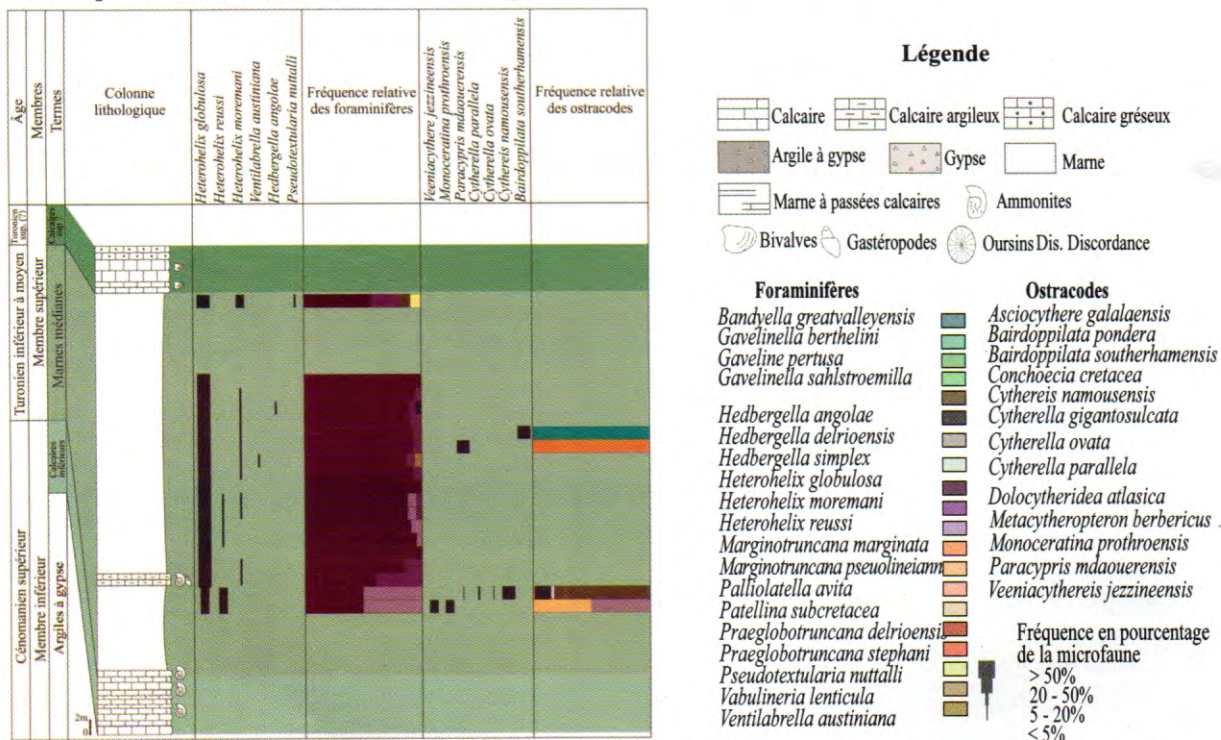 Âge
Membres
Termes
Colonne
lithologique
Heterohelix globulosa
Heterohelix reussi
Heterohelix moremani
Ventilabrella austiniana
Hedbergella angolae
Pseudotextularia nuttalli
Fréquence relative
des foraminifères
Veeniacythere jezzineensis
Monoceratina prothroensis
Paracypris mdaouerensis
Cytherella parallela
Cytherella ovata
Cythereis namousensis
Bairdoppilata southerhamensis
Fréquence relative
des ostracodes
Turonien sup. (?)
Calcaires
sup
Turonien inférieur à moyen
Membre supérieur
Marnes médianes
Calcaires
inférieurs
Cénomanien supérieur
Membre inférieur
Argiles à gypse
2m
0
Légende
Calcaire
Calcaire argileux
Calcaire gréseux
Argile à gypse
Gypse
Marne
Marne à passées calcaires
Ammonites
Bivalves
Gastéropodes
Oursins Dis. Discordance
Foraminifères
Bandyella greatvalleyensis
Gavelinella berthelini
Gaveline pertusa
Gavelinella sahlstroemilla
Hedbergella angolae
Hedbergella delrioensis
Hedbergella simplex
Heterohelix globulosa
Heterohelix moremani
Heterohelix reussi
Marginotruncana marginata
Marginotruncana pseuolineiann
Palliolatella avita
Patellina subcretacea
Praeglobotruncana delrioensis
Praeglobotruncana stephani
Pseudotextularia nuttalli
Vabulineria lenticula
Ventilabrella austiniana
Ostracodes
Asciocythere galalaensis
Bairdoppilata pondera
Bairdoppilata southerhamensis
Conchoecia cretacea
Cythereis namousensis
Cytherella gigantosulcata
Cytherella ovata
Cytherella parallela
Dolocytheridea atlasica
Metacytheropteron berbericus
Monoceratina prothroensis
Paracypris mdaouerensis
Veeniacythereis jezzineensis
Fréquence en pourcentage
de la microfaune
> 50%
20 - 50%
5 - 20%
< 5%